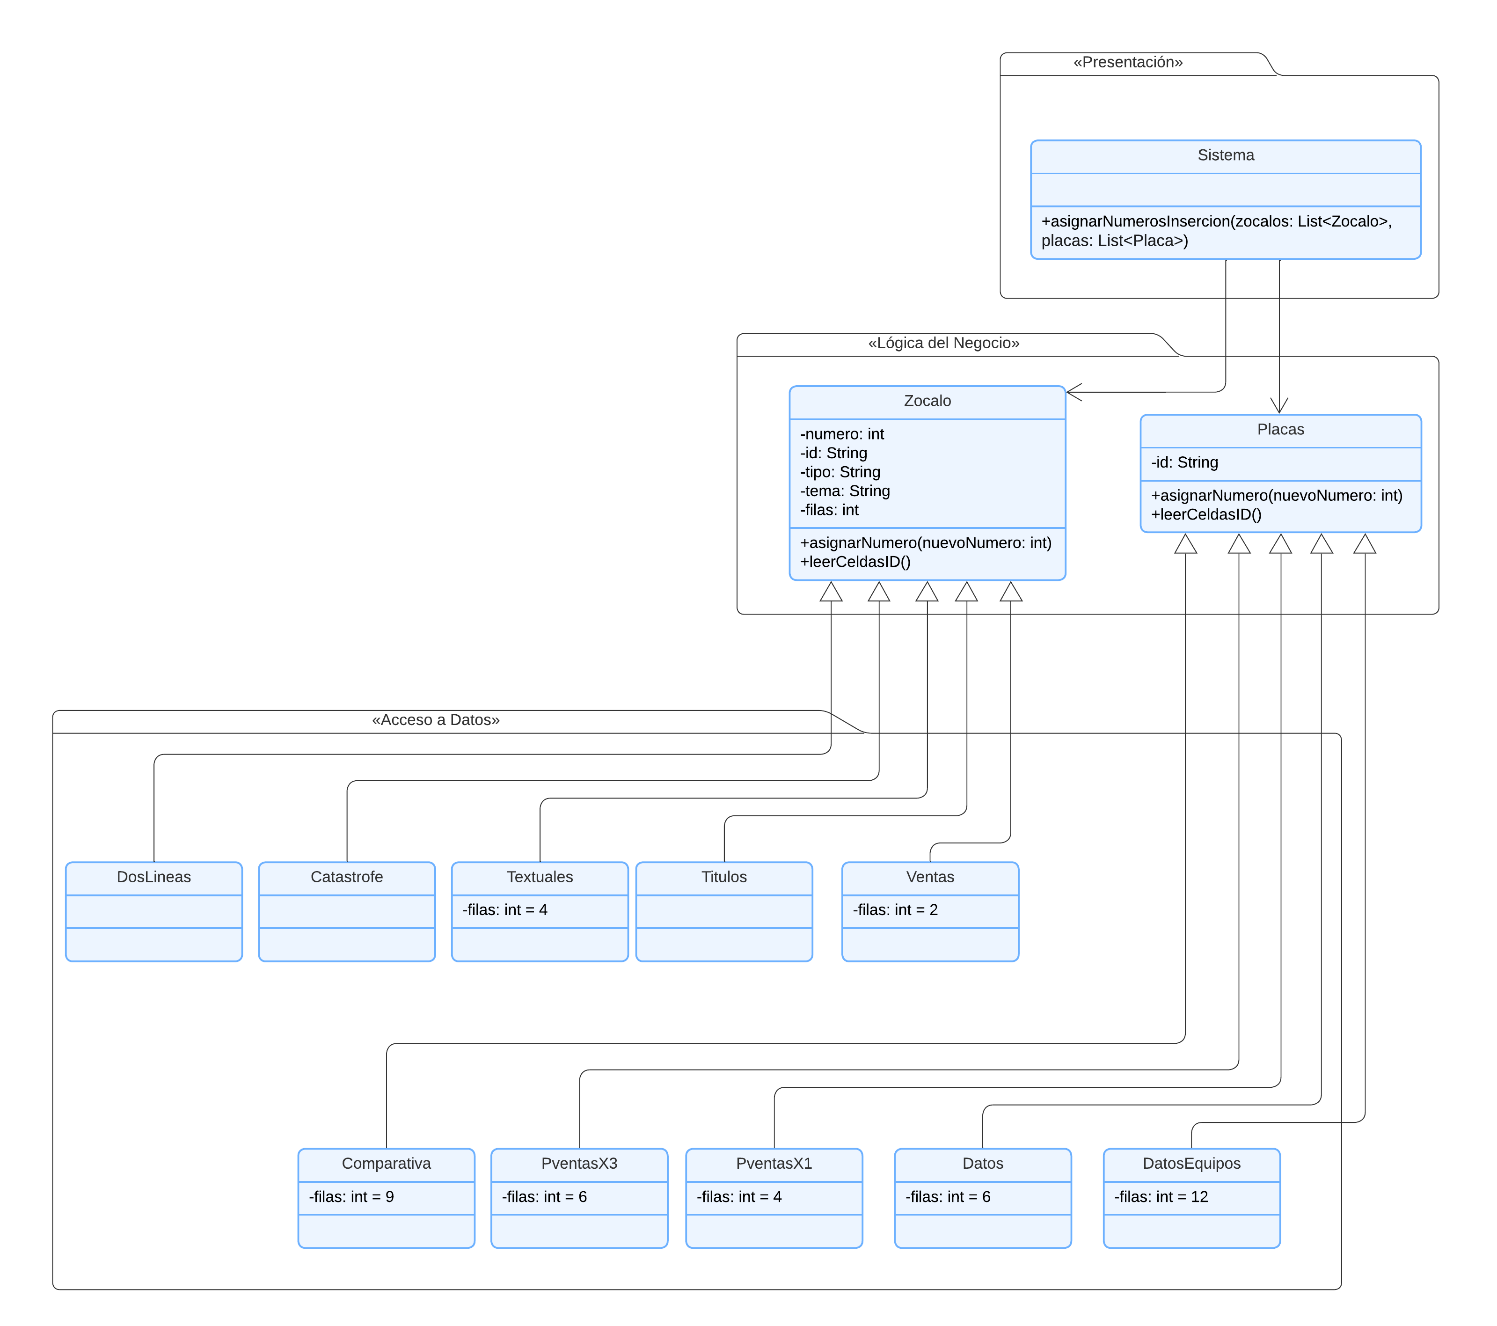 «Presentación»
Sistema
+asignarNumerosInsercion(zocalos: List<Zocalo>,
placas: List<Placa>)
«Lógica del Negocio»
Zocalo
-numero: int
-id: String
-tipo: String
-tema: String
-filas: int
+asignarNumero(nuevoNumero: int)
+leerCeldasID()
Placas
-id: String
+asignarNumero(nuevoNumero: int)
+leerCeldasID()
«Acceso a Datos»
DosLineas
Catastrofe
Textuales
-filas: int = 4
Titulos
Ventas
-filas: int = 2
Comparativa
-filas: int = 9
PventasX3
-filas: int = 6
PventasX1
-filas: int = 4
Datos
-filas: int = 6
DatosEquipos
-filas: int = 12